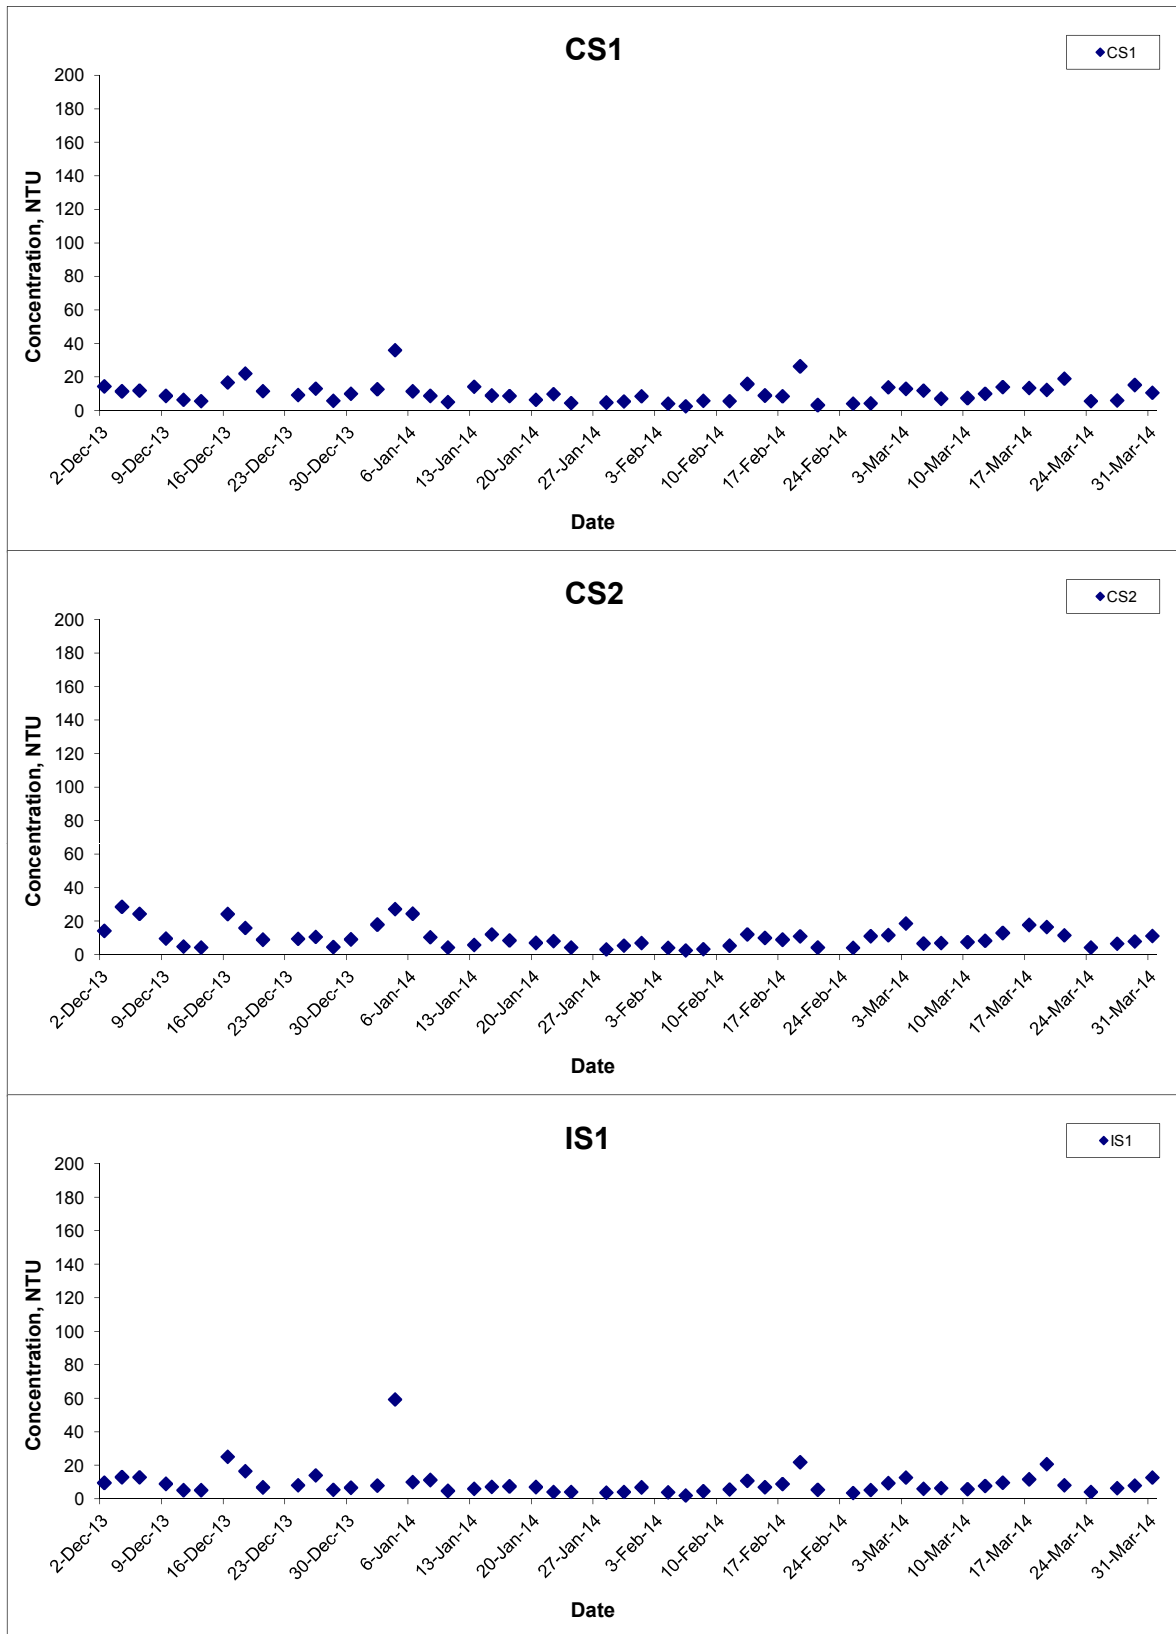 CS1
CS1
200
180
160
140
120
100
80
60
40
20
0
Concentration, NTU
2-Dec-13
9-Dec-13
16-Dec-13
23-Dec-13
30-Dec-13
6-Jan-14
13-Jan-14
20-Jan-14
27-Jan-14
3-Feb-14
10-Feb-14
17-Feb-14
24-Feb-14
3-Mar-14
10-Mar-14
17-Mar-14
24-Mar-14
31-Mar-14
Date
CS2
CS2
200
180
160
140
120
100
80
60
40
20
0
Concentration, NTU
2-Dec-13
9-Dec-13
16-Dec-13
23-Dec-13
30-Dec-13
6-Jan-14
13-Jan-14
20-Jan-14
27-Jan-14
3-Feb-14
10-Feb-14
17-Feb-14
24-Feb-14
3-Mar-14
10-Mar-14
17-Mar-14
24-Mar-14
31-Mar-14
Date
IS1
IS1
200
180
160
140
120
100
80
60
40
20
0
Concentration, NTU
2-Dec-13
9-Dec-13
16-Dec-13
23-Dec-13
30-Dec-13
6-Jan-14
13-Jan-14
20-Jan-14
27-Jan-14
3-Feb-14
10-Feb-14
17-Feb-14
24-Feb-14
3-Mar-14
10-Mar-14
17-Mar-14
24-Mar-14
31-Mar-14
Date